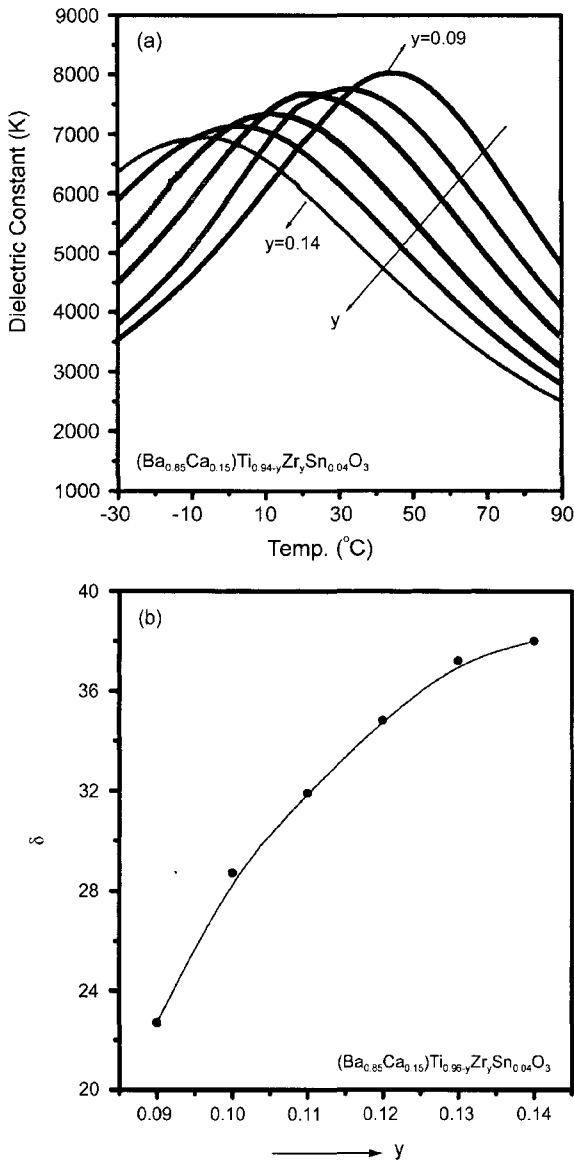 9000
(a)
y=0.09
8000
7000
6000
5000
y=0.14
4000
y
3000
2000
(Ba0.85Ca0.15)Ti0.94-yZrySn0.04O3
1000
-30 -10 10 30 50 70 90
Dielectric Constant (K)
Temp. (°C)
40
(b)
36
32
δ
28
24
22
20
(Ba0.85Ca0.15)Ti0.96-yZrySn0.04O3
0.09 0.10 0.11 0.12 0.13 0.14
y